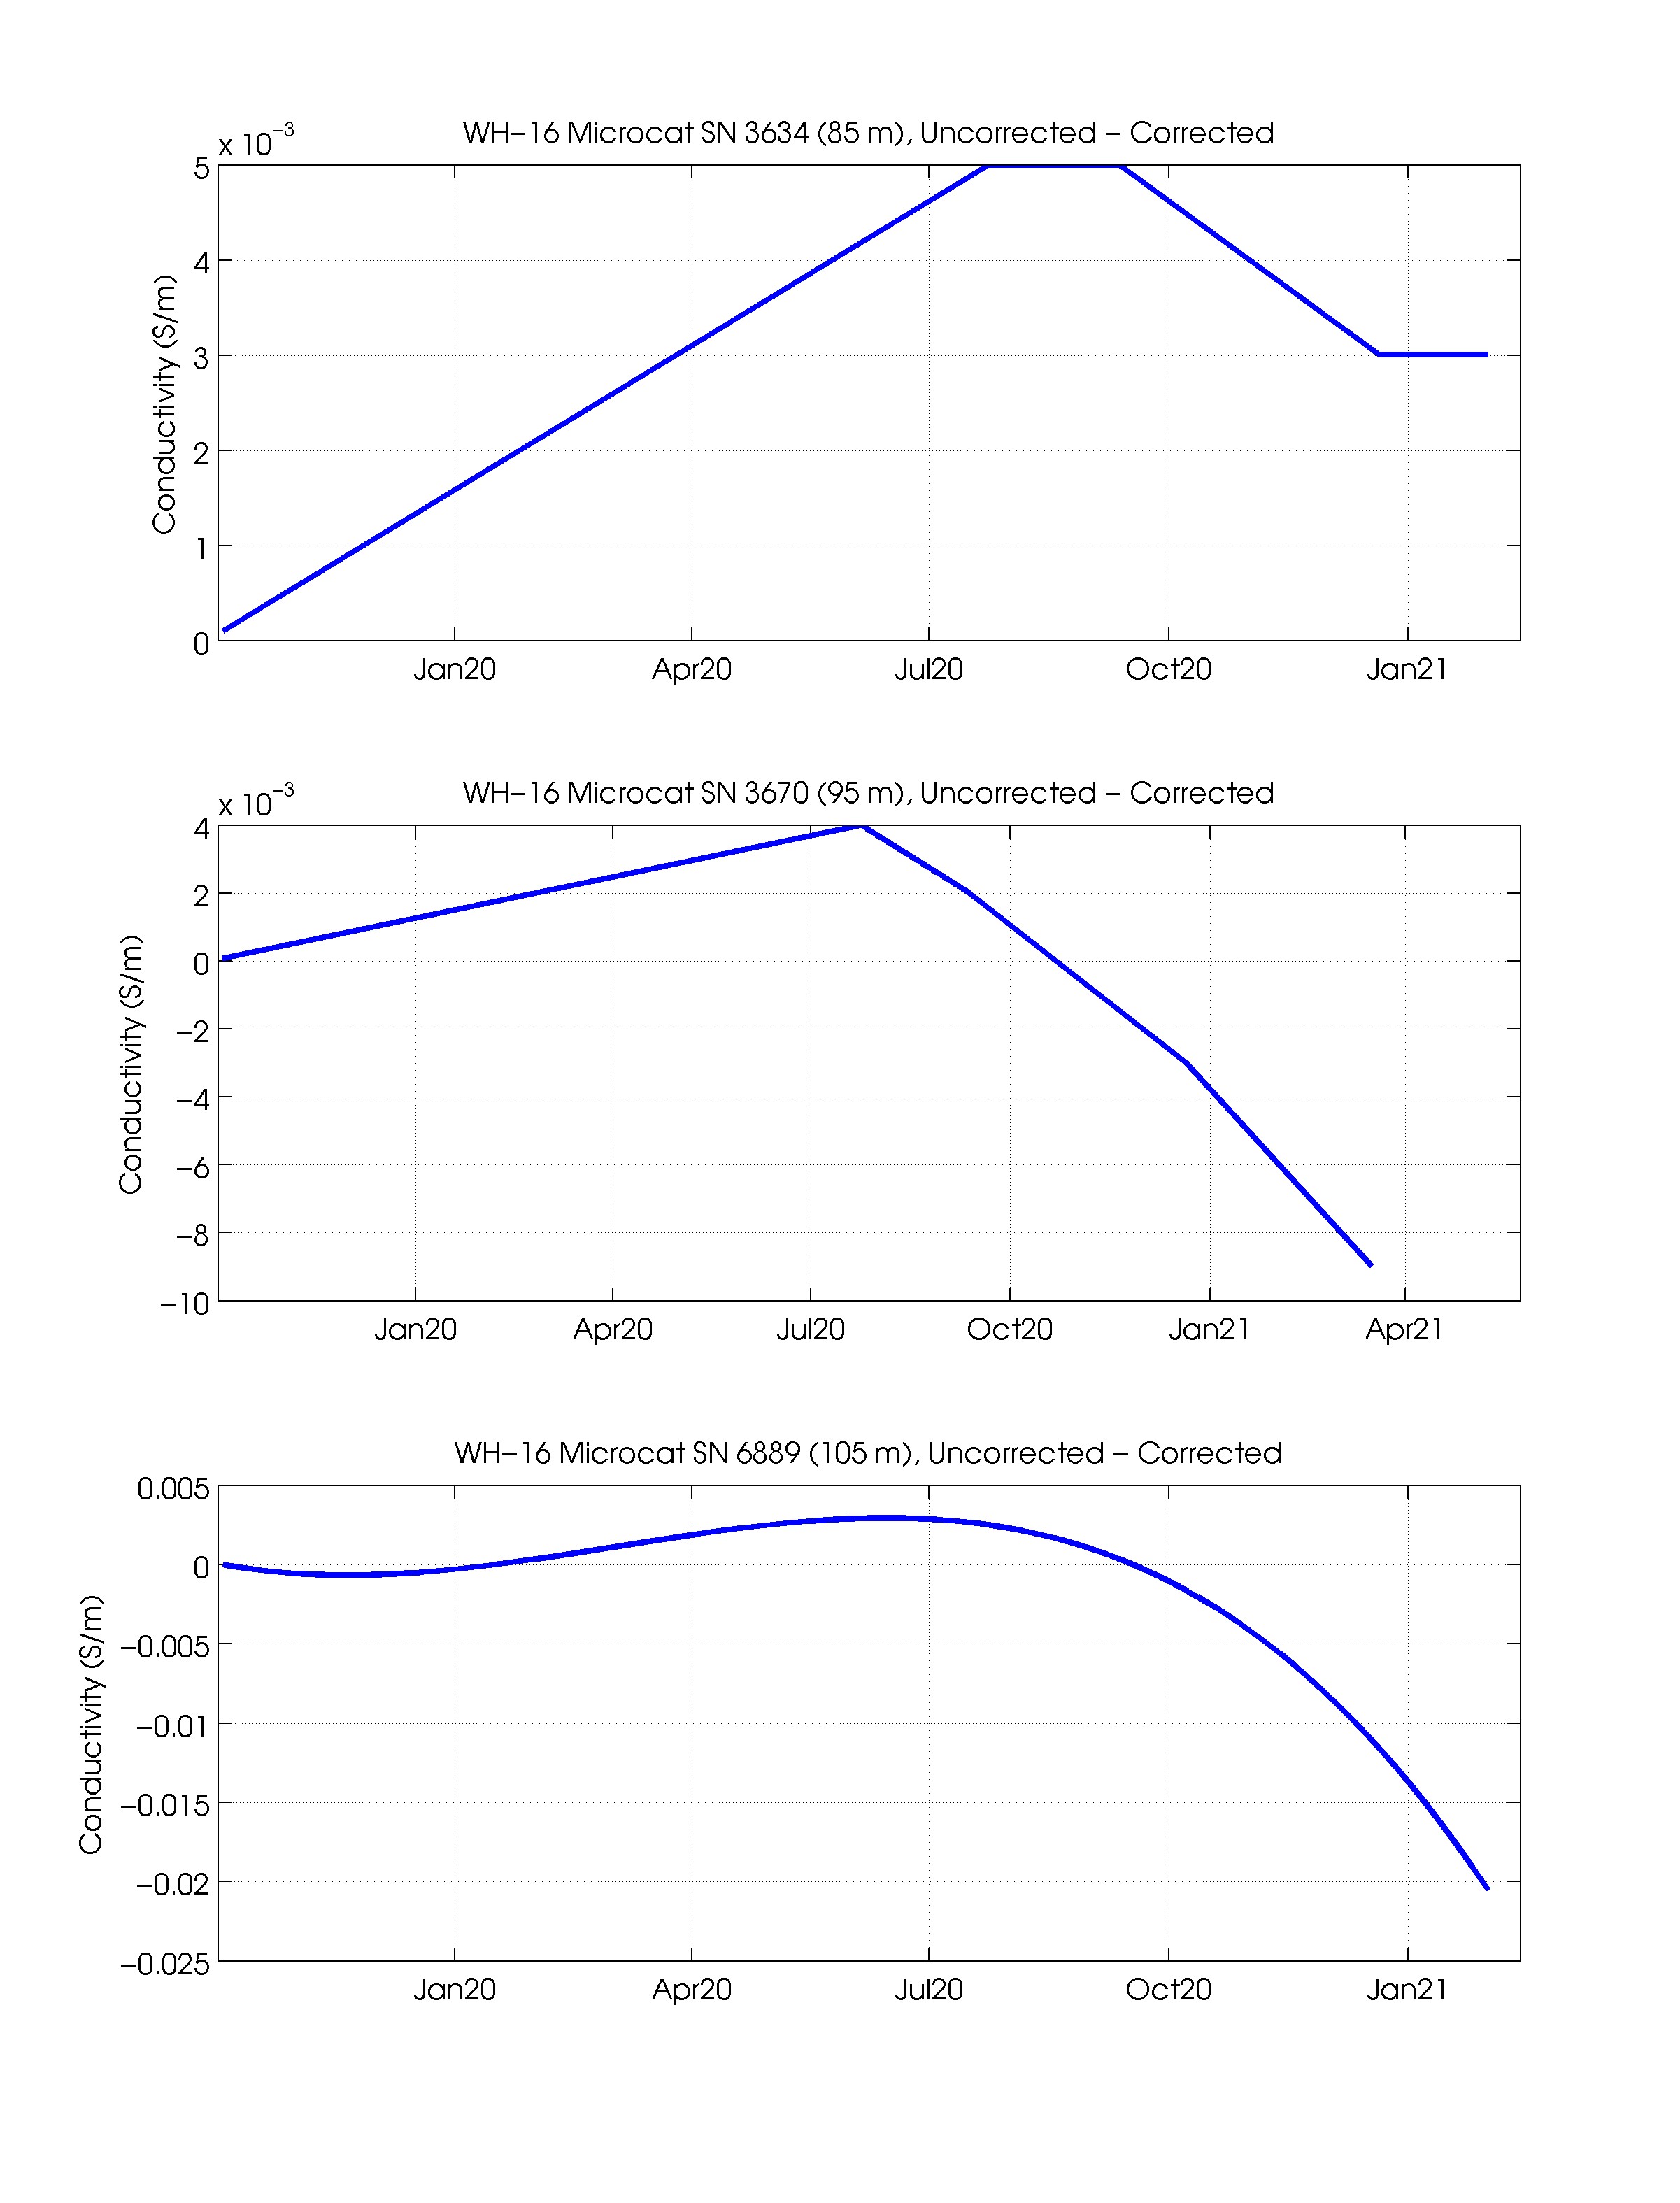 x 10−3
WH−16 Microcat SN 3634 (85 m), Uncorrected − Corrected
5
4
3
2
1
0
Conductivity (S/m)
Jan20 Apr20 Jul20 Oct20 Jan21
x 10−3
WH−16 Microcat SN 3670 (95 m), Uncorrected − Corrected
4
2
0
−2
−4
−6
−8
−10
Conductivity (S/m)
Jan20 Apr20 Jul20 Oct20 Jan21 Apr21
WH−16 Microcat SN 6889 (105 m), Uncorrected − Corrected
0.005
0
−0.005
−0.01
−0.015
−0.02
−0.025
Conductivity (S/m)
Jan20 Apr20 Jul20 Oct20 Jan21